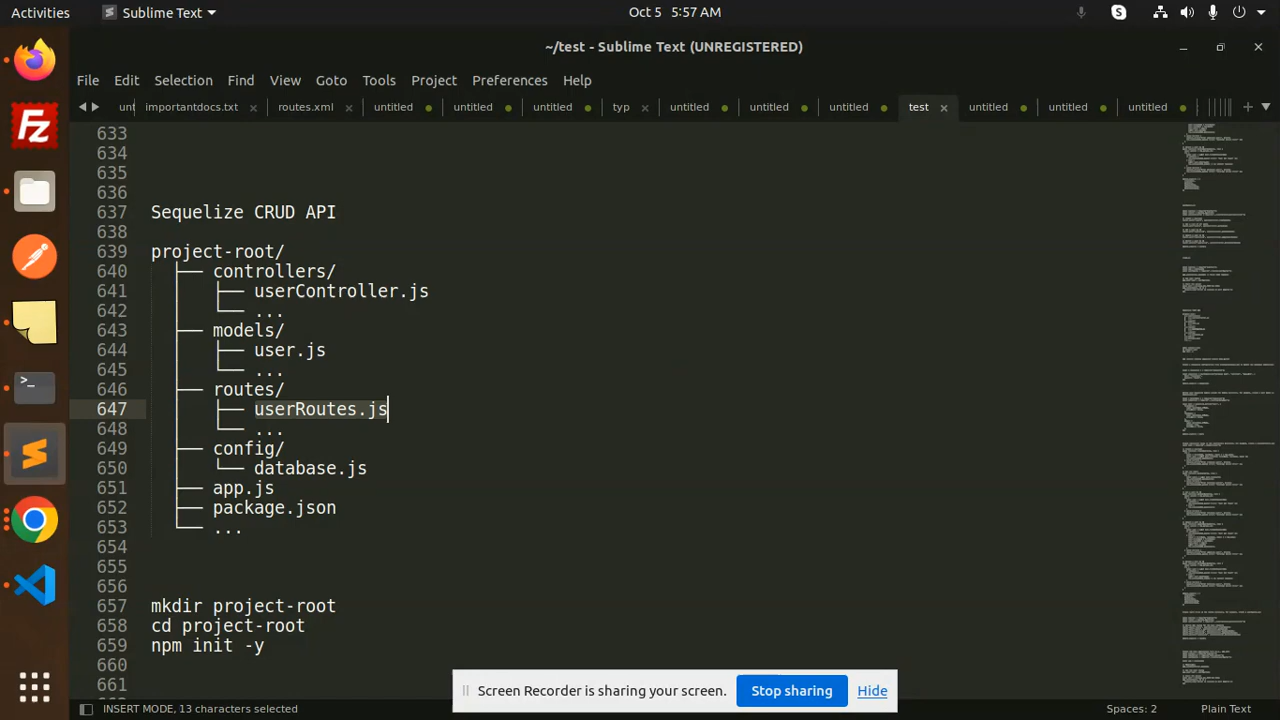 Activities
Sublime Text
Oct 5 5:57 AM
~/test - Sublime Text (UNREGISTERED)
File Edit Selection Find View Goto Tools Project Preferences Help
unt importantdocs.txt routes.xml untitled untitled untitled typ untitled untitled untitled test untitled untitled untitled
633
634
635
636
637 Sequelize CRUD API
638
639 project-root/
640 ├── controllers/
641 │   ├── userController.js
642 │   └── ...
643 ├── models/
644 │   ├── user.js
645 │   └── ...
646 ├── routes/
647 │   ├── userRoutes.js
648 │   └── ...
649 ├── config/
650 │   └── database.js
651 ├── app.js
652 ├── package.json
653 └── ...
654
655
656
657 mkdir project-root
658 cd project-root
659 npm init -y
660
661
Screen Recorder is sharing your screen. Stop sharing Hide
INSERT MODE, 13 characters selected
Spaces: 2
Plain Text